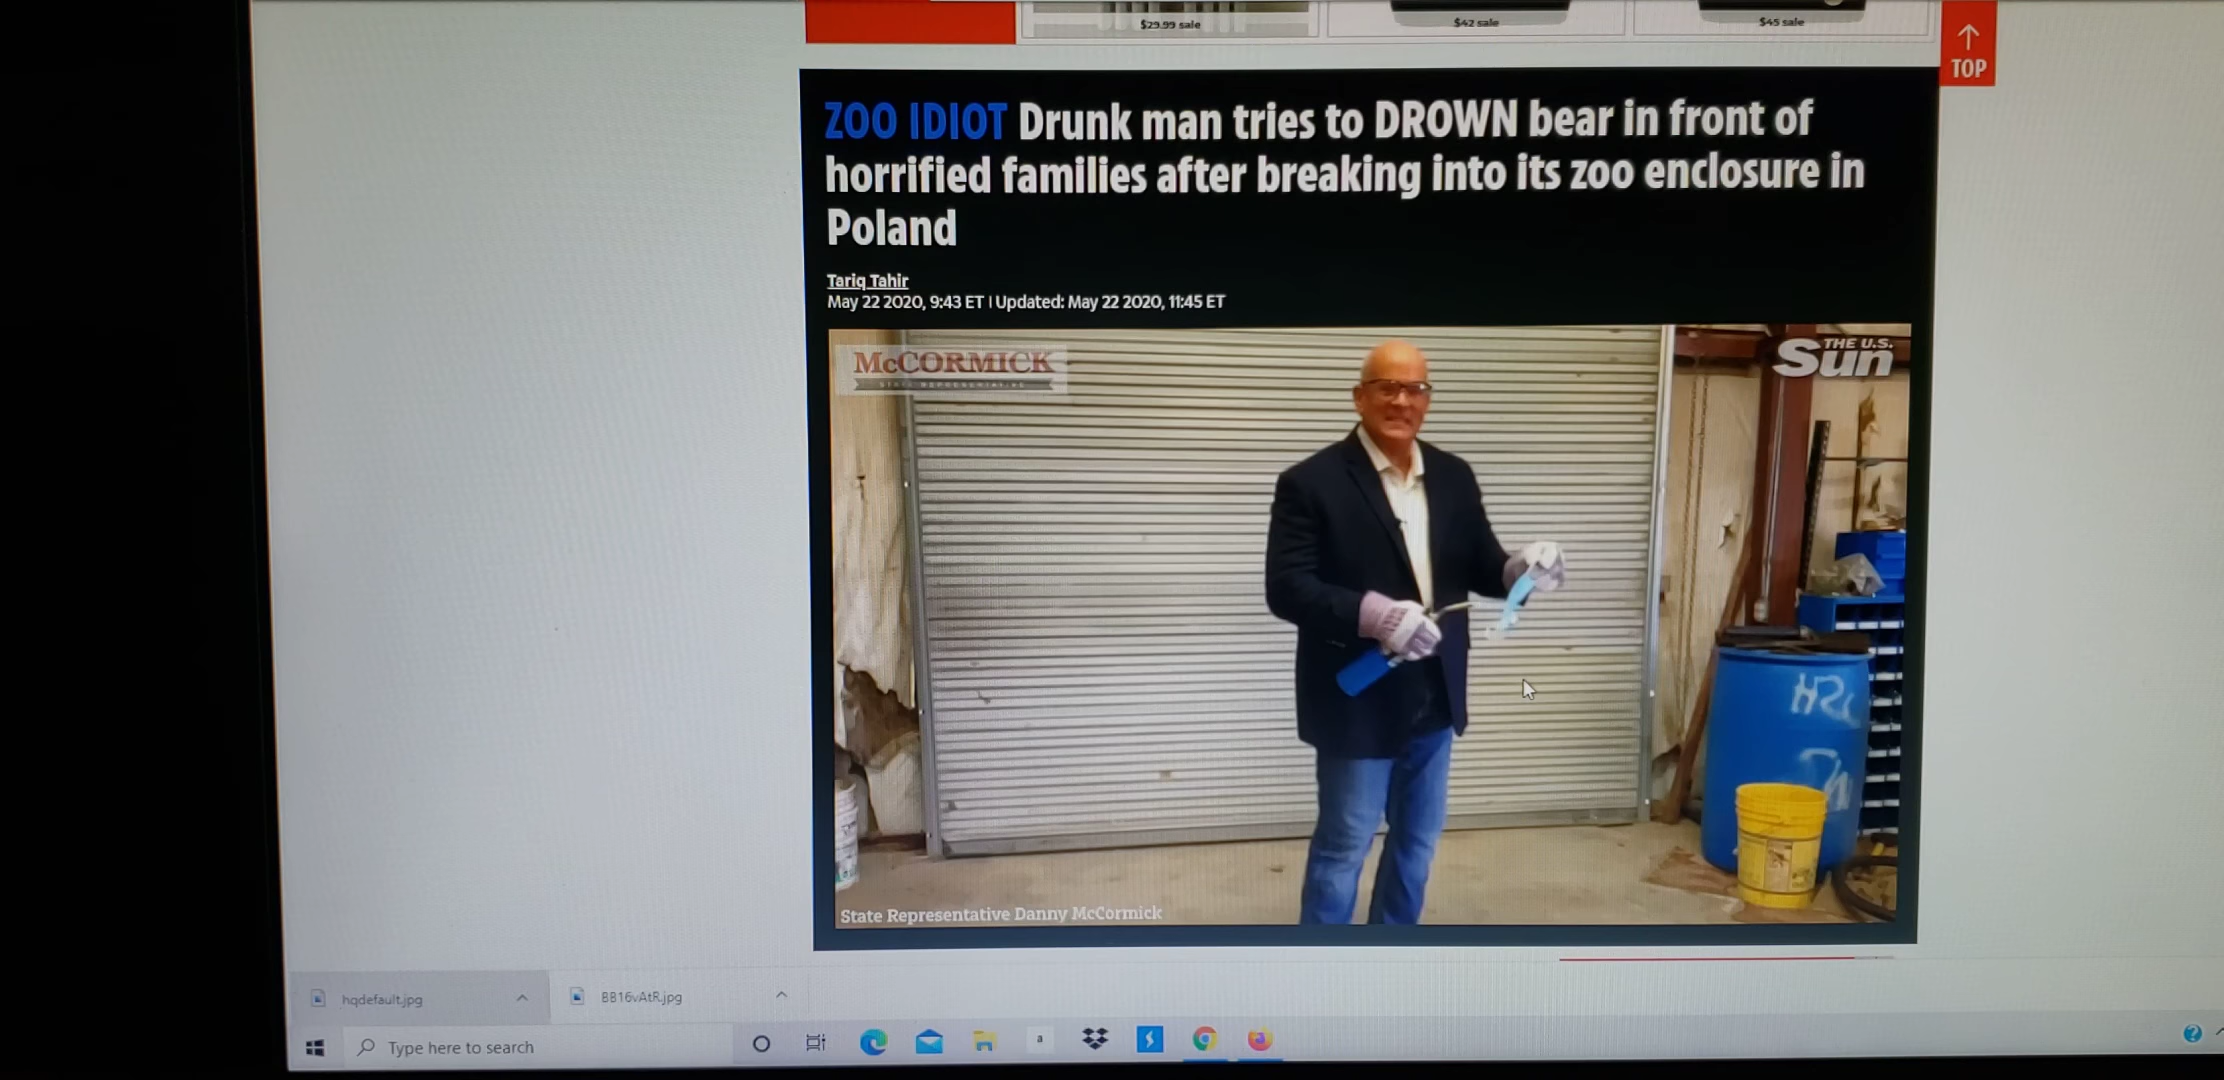 $29.99 sale
$42 sale
$45 sale
TOP
ZOO IDIOT Drunk man tries to DROWN bear in front of
horrified families after breaking into its zoo enclosure in
Poland
Tariq Tahir
May 22 2020, 9:43 ET | Updated: May 22 2020, 11:45 ET
McCORMICK
STATE REPRESENTATIVE
THE U.S.
Sun
State Representative Danny McCormick
hqdefault.jpg
BB16vAtR.jpg
Type here to search
a